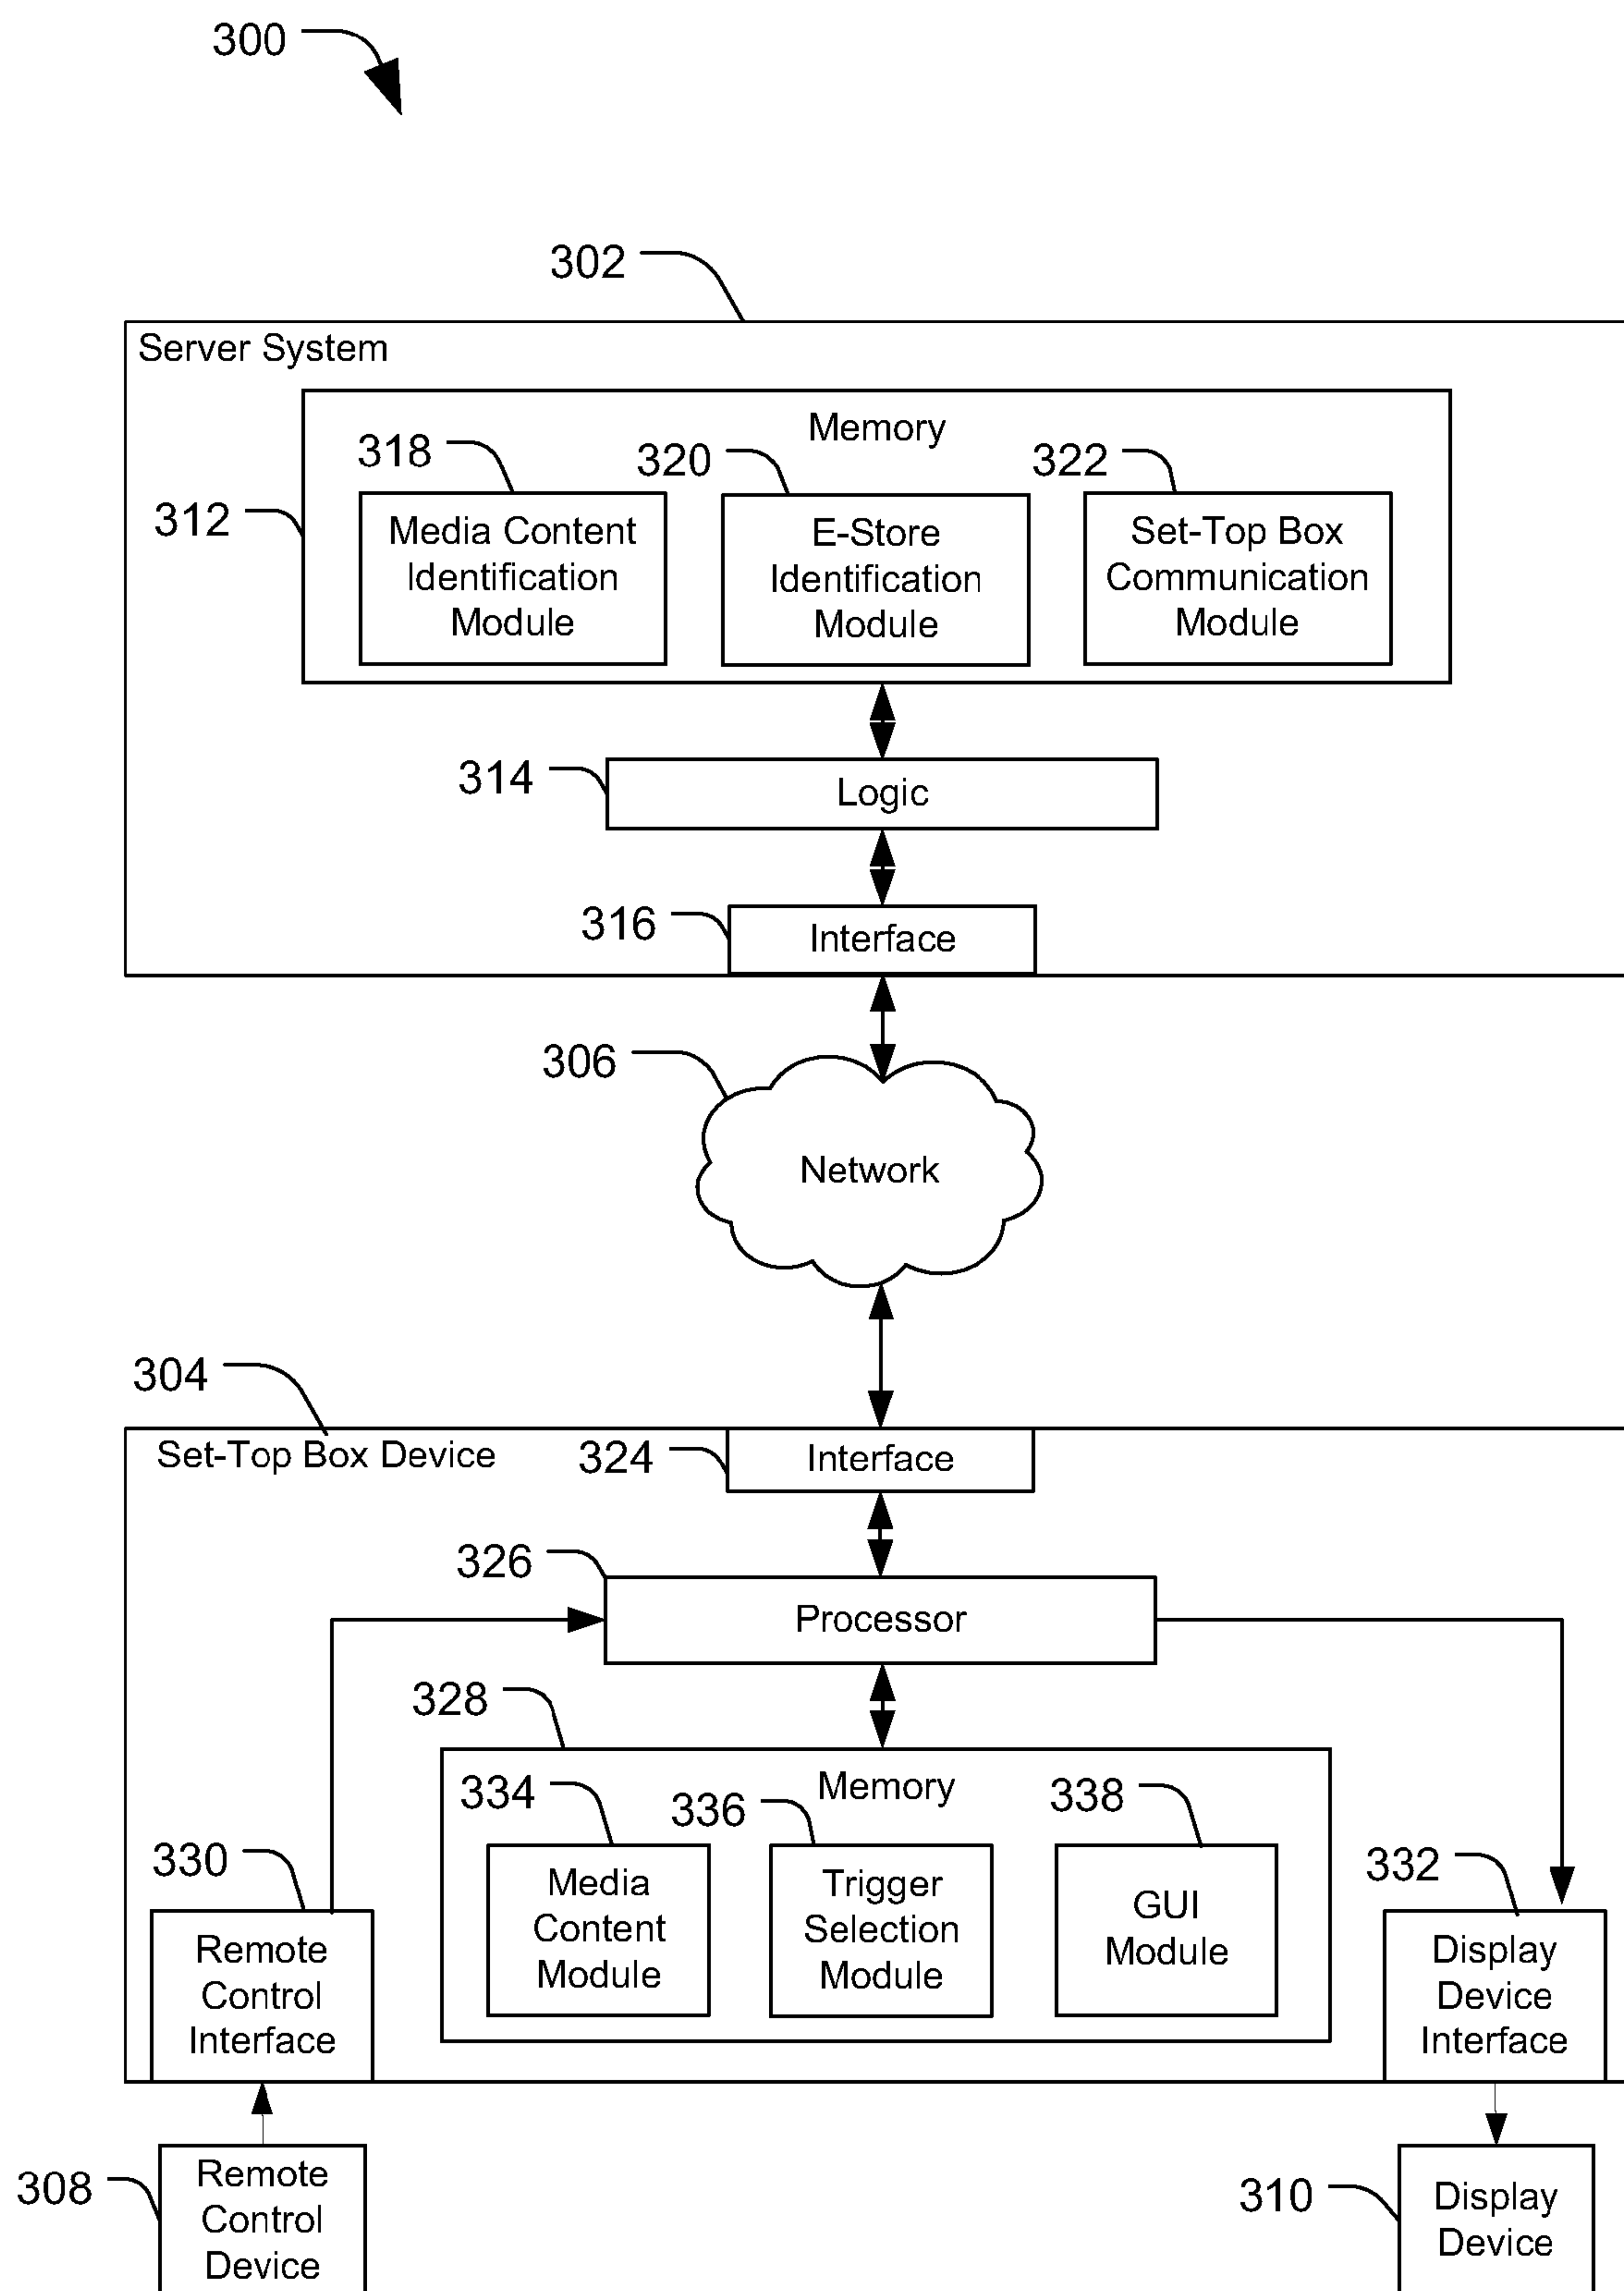 300
302
Server System
Memory
318
320
322
312
Media Content
Identification
Module
E-Store
Identification
Module
Set-Top Box
Communication
Module
314
Logic
316
Interface
306
Network
304
Set-Top Box Device
324
Interface
326
Processor
328
Memory
334
336
338
330
332
Media
Content
Module
Trigger
Selection
Module
GUI
Module
Remote
Control
Interface
Display
Device
Interface
308
Remote
Control
Device
310
Display
Device